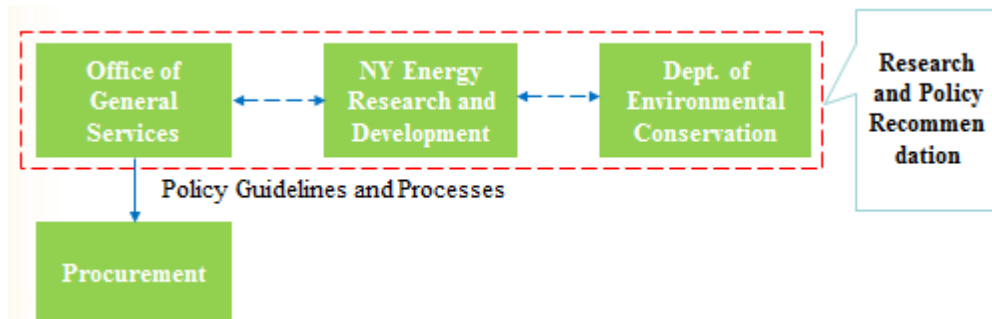 Office of
General
Services
NY Energy
Research and
Development
Dept. of
Environmental
Conservation
Research
and Policy
Recommen
dation
Policy Guidelines and Processes
Procurement